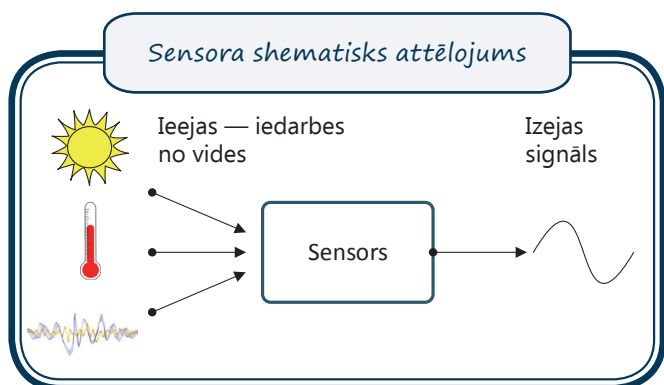 Sensora shematisks attēlojums
Ieejas — iedarbes
no vides
Izejas
signāls
Sensors